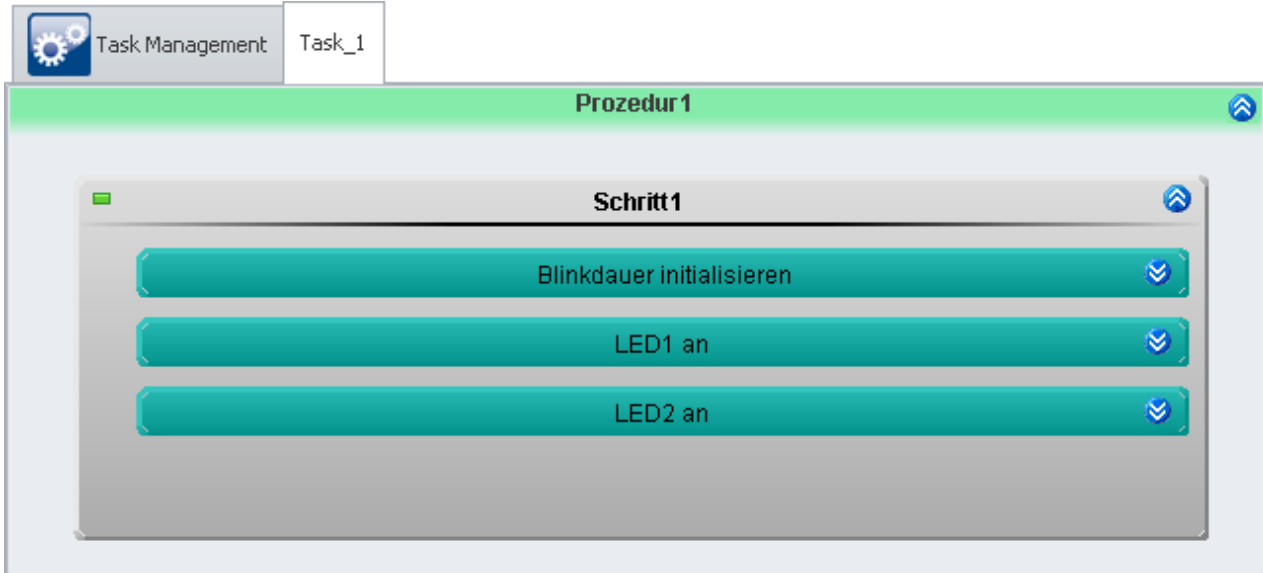 Task Management
Task_1
Prozedur1
Schritt1
Blinkdauer initialisieren
LED1 an
LED2 an